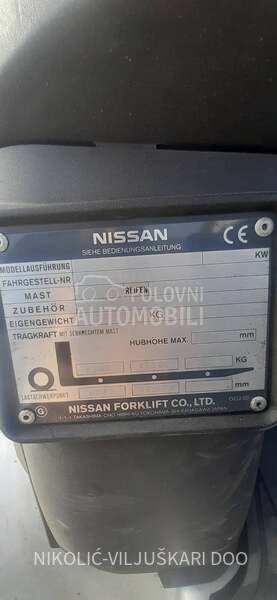 NISSAN
SIEHE BEDIENUNGSANLEITUNG
CE
MODELLAUSFÜHRUNG KW
FAHRGESTELL-NR
MAST REIFEN
ZUBEHÖR
EIGENGEWICHT KG
TRAGKRAFT MIT SENKRECHTEM MAST
HUBHÖHE MAX. mm
KG
LASTSCHWERPUNKT mm
G NISSAN FORKLIFT CO., LTD.
POLOVNI
AUTOMOBILI
NIKOLIĆ-VILJUŠKARI DOO